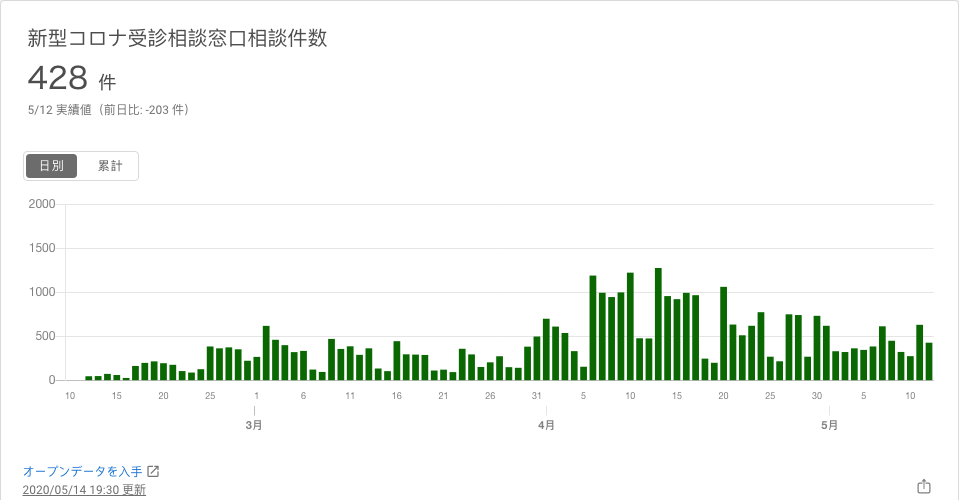 新型コロナ受診相談窓口相談件数
428 件
5/12 実績値（前日比: -203 件）
日別 累計
2000
1500
1000
500
0
10 15 20 25 1 6 11 16 21 26 31 5 10 15 20 25 30 5 10
3月 4月 5月
オープンデータを入手
2020/05/14 19:30 更新